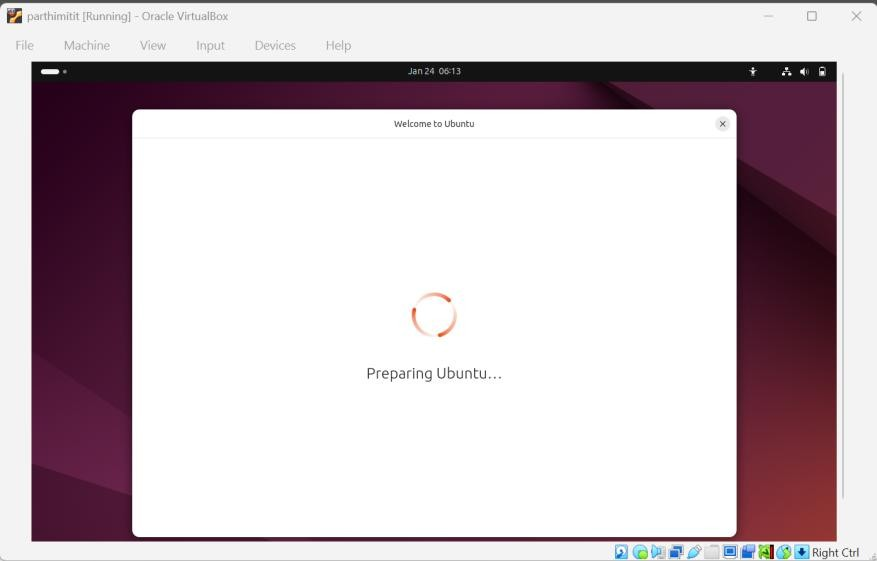 parthimitit [Running] - Oracle VirtualBox
File Machine View Input Devices Help
Jan 24 06:13
Welcome to Ubuntu
Preparing Ubuntu...
Right Ctrl